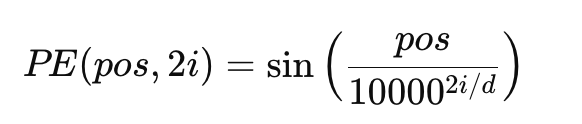 PE(pos, 2i) = sin ( pos / 10000^{2i/d} )